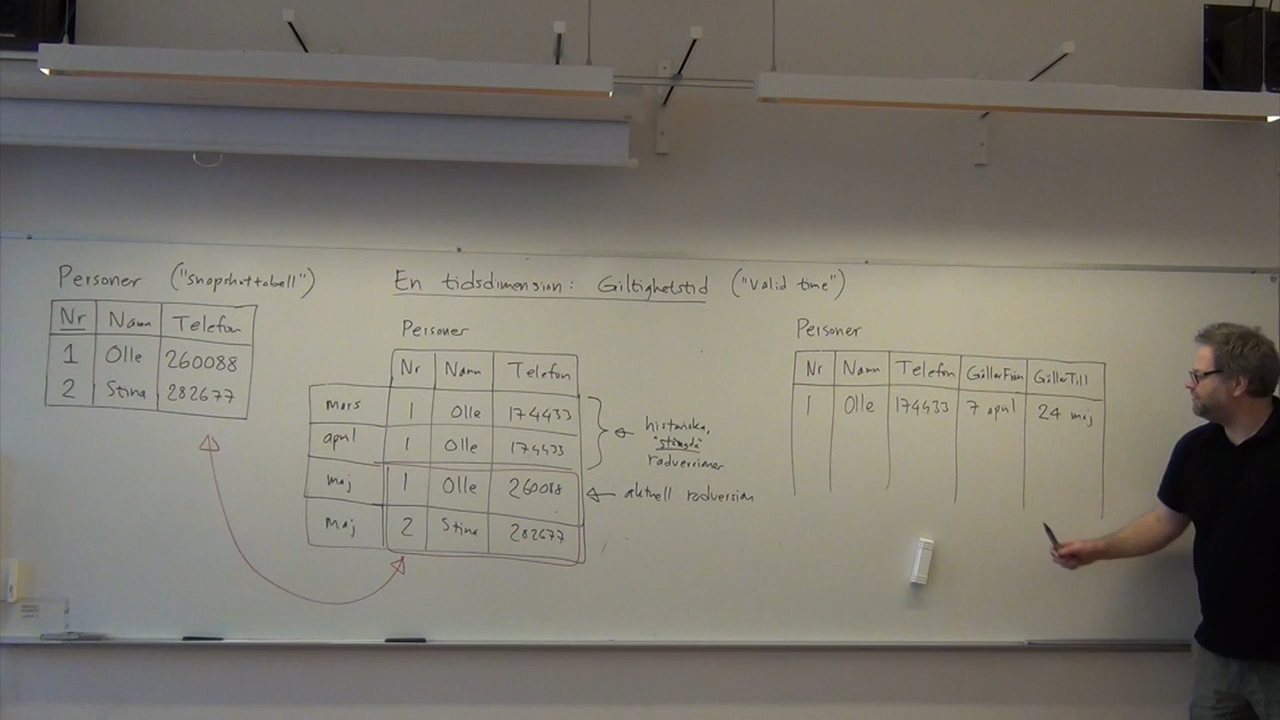 Personer ("snapshottabell")
Nr Namn Telefon
1 Olle 260088
2 Stina 282677
En tidsdimension: Giltighetstid ("Valid time")
Personer
Nr Namn Telefon
mars 1 Olle 174433
april 1 Olle 174433
maj 1 Olle 260088
maj 2 Stina 282677
historiska,
"stängda"
radversioner
aktuell radversion
Personer
Nr Namn Telefon GällerFrån GällerTill
1 Olle 174433 7 april 24 maj